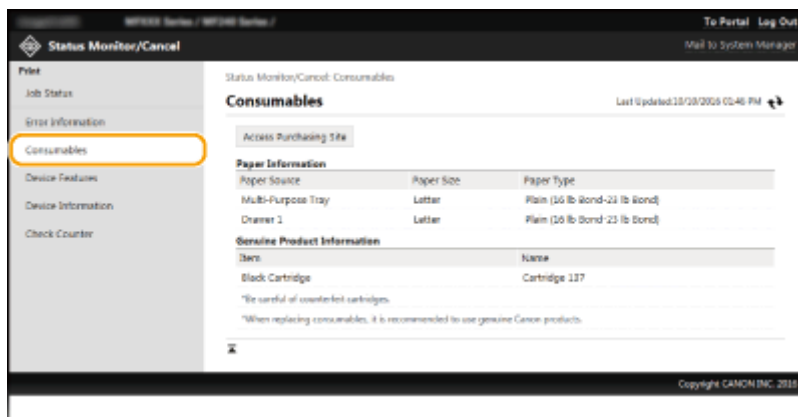 MF240 Series /
To Portal Log Out
Status Monitor/Cancel
Mail to System Manager
Print
Job Status
Error Information
Consumables
Device Features
Device Information
Check Counter
Status Monitor/Cancel: Consumables
Consumables
Last Updated:10/10/2016 01:46 PM
Access Purchasing Site
Paper Information
Paper Source Paper Size Paper Type
Multi-Purpose Tray Letter Plain (16 lb Bond-23 lb Bond)
Drawer 1 Letter Plain (16 lb Bond-23 lb Bond)
Genuine Product Information
Item Name
Black Cartridge Cartridge 137
*Be careful of counterfeit cartridges.
*When replacing consumables, it is recommended to use genuine Canon products.
Copyright CANON INC. 2016